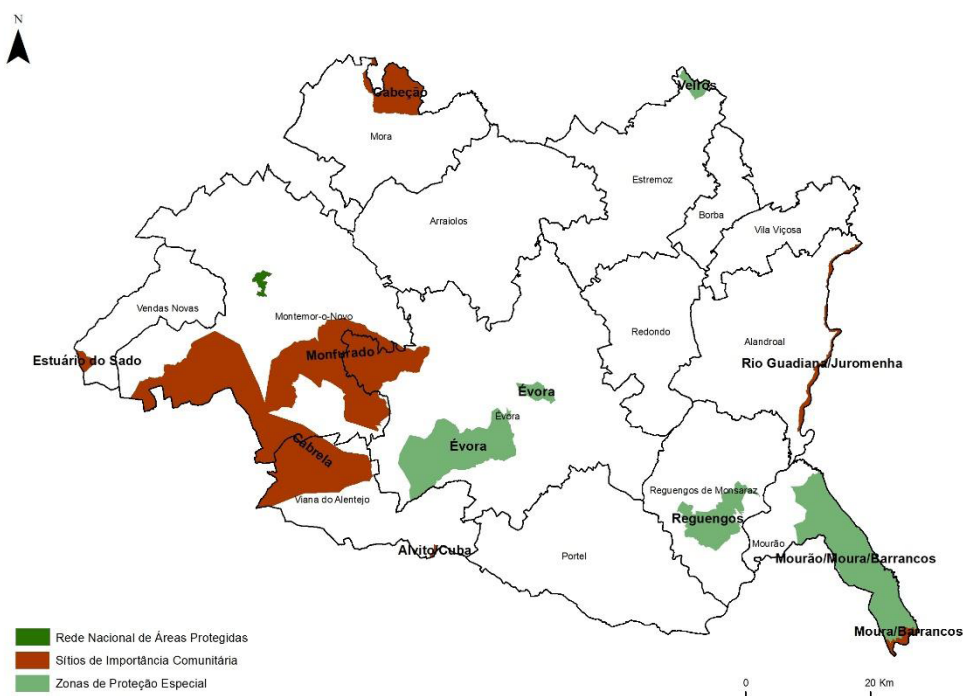 N
Veiros
Cabeção
Mora
Estremoz
Borba
Arraiolos
Vila Viçosa
Vendas Novas
Montemor-o-Novo
Redondo
Alandroal
Estuário do Sado
Monfurado
Rio Guadiana/Juromenha
Évora
Évora
Évora
Cabrela
Reguengos de Monsaraz
Viana do Alentejo
Reguengos
Mourão
Alvito/Cuba
Portel
Mourão/Moura/Barrancos
Moura/Barrancos
Rede Nacional de Áreas Protegidas
Sítios de Importância Comunitária
Zonas de Proteção Especial
0 20 Km